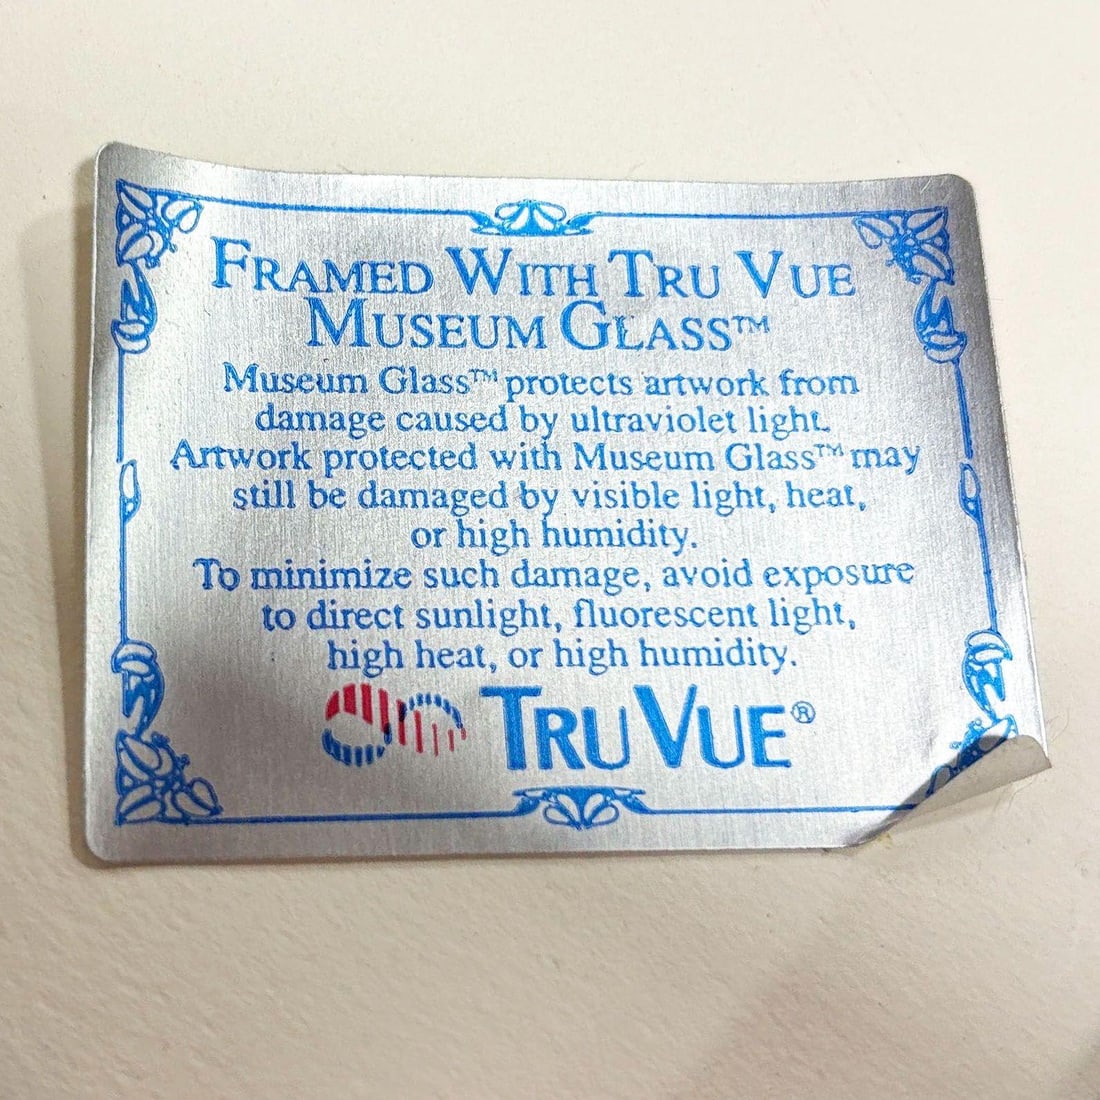 FRAMED WITH TRU VUE
MUSEUM GLASS™
Museum Glass™ protects artwork from
damage caused by ultraviolet light.
Artwork protected with Museum Glass™ may
still be damaged by visible light, heat,
or high humidity.
To minimize such damage, avoid exposure
to direct sunlight, fluorescent light,
high heat, or high humidity.
TRU VUE®